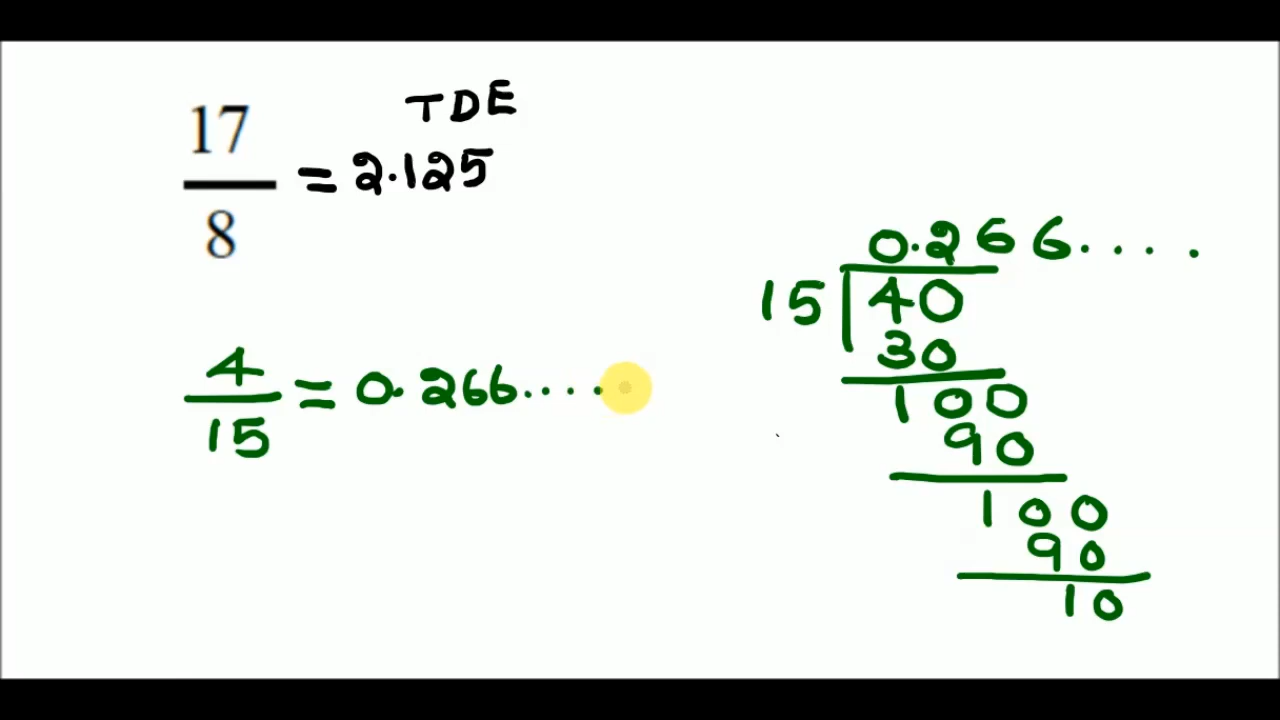 TDE
17/8 = 2.125
4/15 = 0.266.....
0.266.....
15 40
30
100
90
100
90
10